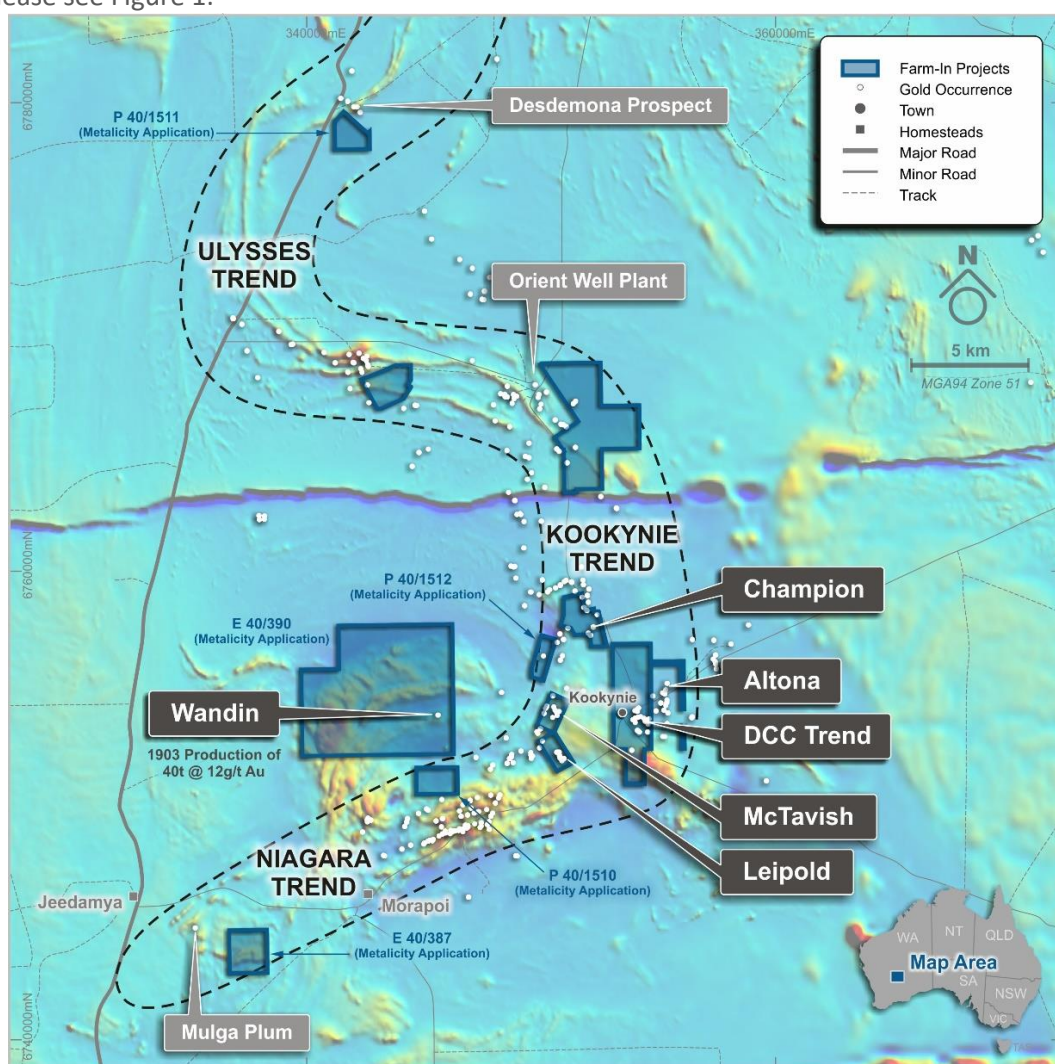 please see Figure 1.
340000mE
360000mE
6780000mN
6760000mN
6740000mN
Farm-In Projects
Gold Occurrence
Town
Homesteads
Major Road
Minor Road
Track
Desdemona Prospect
P 40/1511
(Metalicity Application)
ULYSSES
TREND
Orient Well Plant
N
5 km
MGA94 Zone 51
KOOKYNIE
TREND
P 40/1512
(Metalicity Application)
Champion
E 40/390
(Metalicity Application)
Altona
Kookynie
Wandin
DCC Trend
1903 Production of
40t @ 12g/t Au
McTavish
Leipold
NIAGARA
TREND
P 40/1510
(Metalicity Application)
Jeedamya
Morapoi
E 40/387
(Metalicity Application)
Mulga Plum
WA
NT
QLD
Map Area
SA
NSW
VIC
TAS